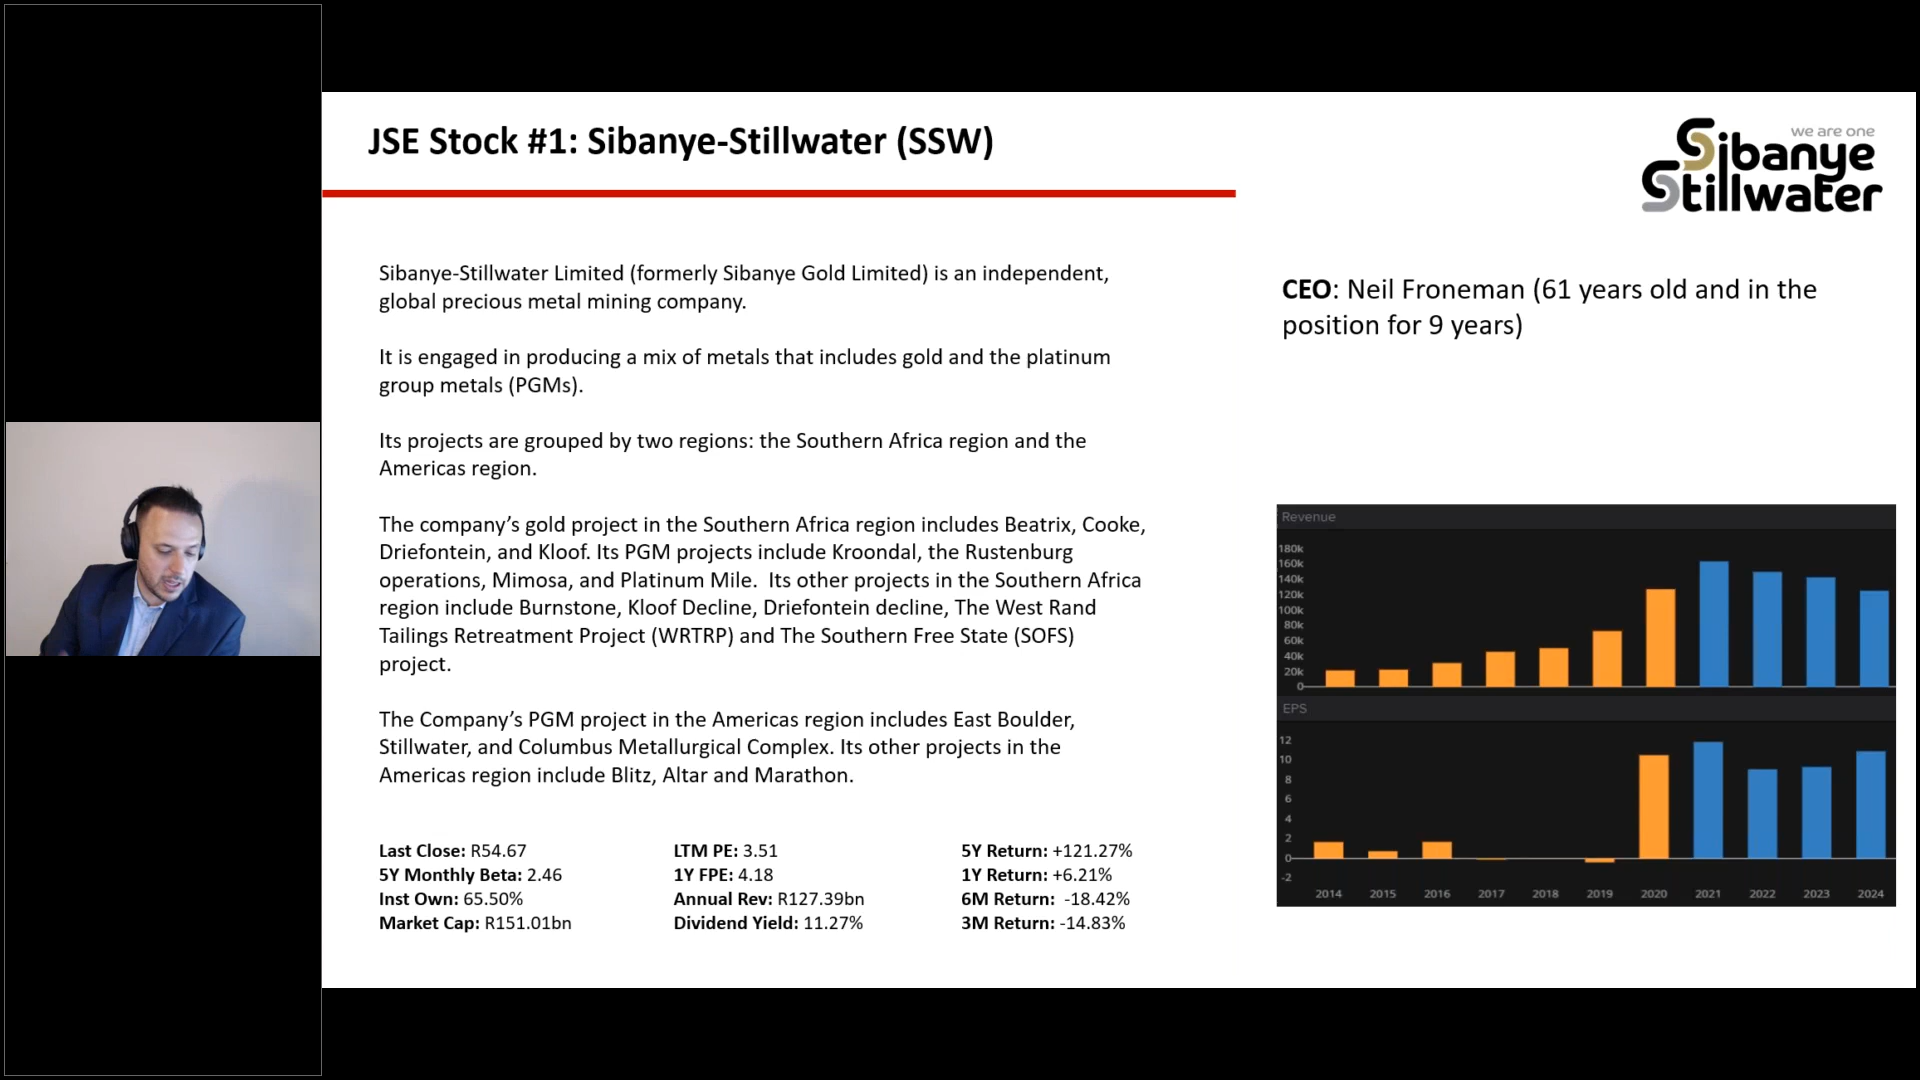 JSE Stock #1: Sibanye-Stillwater (SSW)
we are one
Sibanye
Stillwater
Sibanye-Stillwater Limited (formerly Sibanye Gold Limited) is an independent,
global precious metal mining company.
It is engaged in producing a mix of metals that includes gold and the platinum
group metals (PGMs).
Its projects are grouped by two regions: the Southern Africa region and the
Americas region.
The company’s gold project in the Southern Africa region includes Beatrix, Cooke,
Driefontein, and Kloof. Its PGM projects include Kroondal, the Rustenburg
operations, Mimosa, and Platinum Mile.  Its other projects in the Southern Africa
region include Burnstone, Kloof Decline, Driefontein decline, The West Rand
Tailings Retreatment Project (WRTRP) and The Southern Free State (SOFS)
project.
The Company’s PGM project in the Americas region includes East Boulder,
Stillwater, and Columbus Metallurgical Complex. Its other projects in the
Americas region include Blitz, Altar and Marathon.
Last Close: R54.67
5Y Monthly Beta: 2.46
Inst Own: 65.50%
Market Cap: R151.01bn
LTM PE: 3.51
1Y FPE: 4.18
Annual Rev: R127.39bn
Dividend Yield: 11.27%
5Y Return: +121.27%
1Y Return: +6.21%
6M Return:  -18.42%
3M Return: -14.83%
CEO: Neil Froneman (61 years old and in the
position for 9 years)
Revenue
180k
160k
140k
120k
100k
80k
60k
40k
20k
0
EPS
12
10
8
6
4
2
0
-2
2014 2015 2016 2017 2018 2019 2020 2021 2022 2023 2024